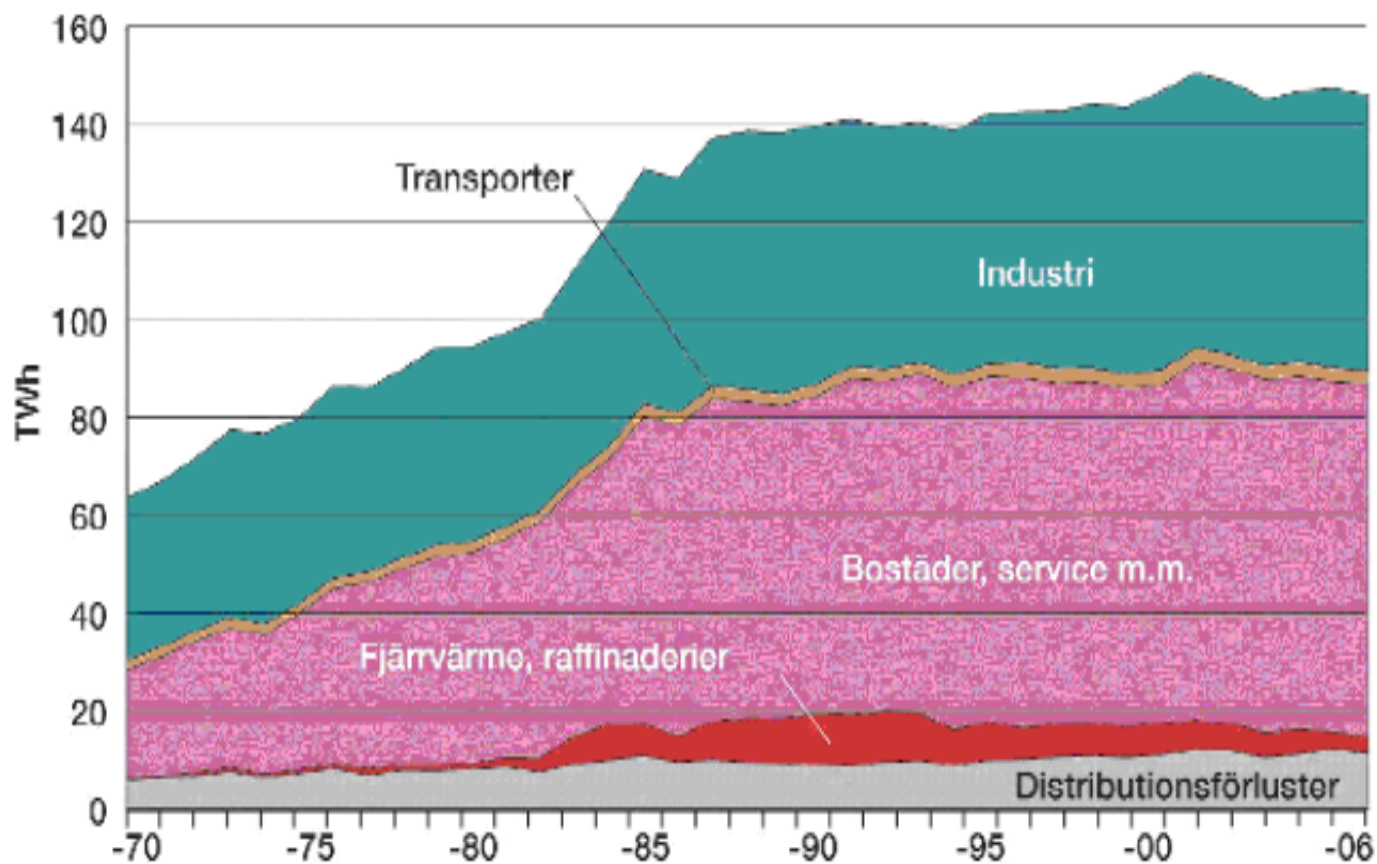 160
140
120
100
80
60
40
20
0
TWh
Transporter
Industri
Bostäder, service m.m.
Fjärrvärme, raffinaderier
Distributionsförluster
-70 -75 -80 -85 -90 -95 -00 -06